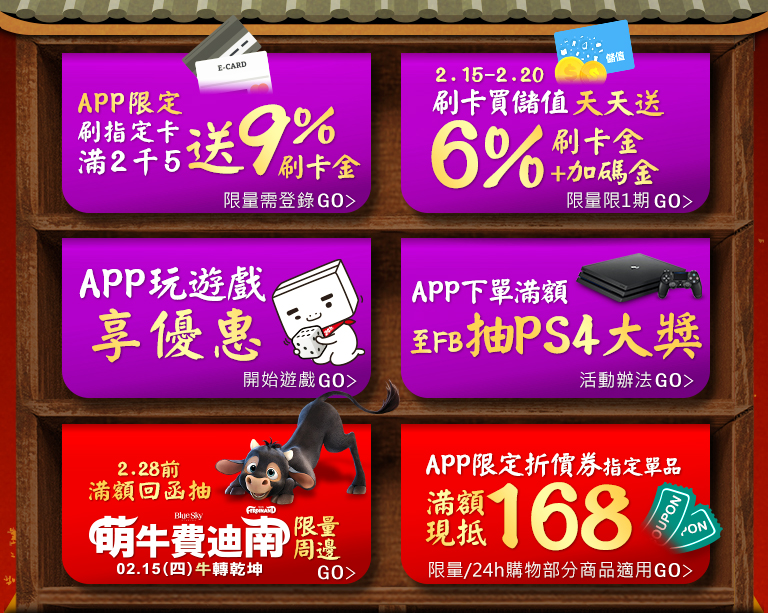 E-CARD
APP限定
刷指定卡
滿2千5
送9%
刷卡金
限量需登錄GO>
儲值
2.15-2.20
刷卡買儲值天天送
6%
刷卡金
+加碼金
限量限1期GO>
APP玩遊戲
享優惠
開始遊戲GO>
APP下單滿額
至FB抽PS4大獎
活動辦法GO>
2.28前
滿額回函抽
BlueSky
FERDINAND
萌牛費迪南
限量
周邊
02.15(四)牛轉乾坤
GO>
APP限定折價券指定單品
滿額
現抵
168
COUPON
PON
限量/24h購物部分商品適用GO>